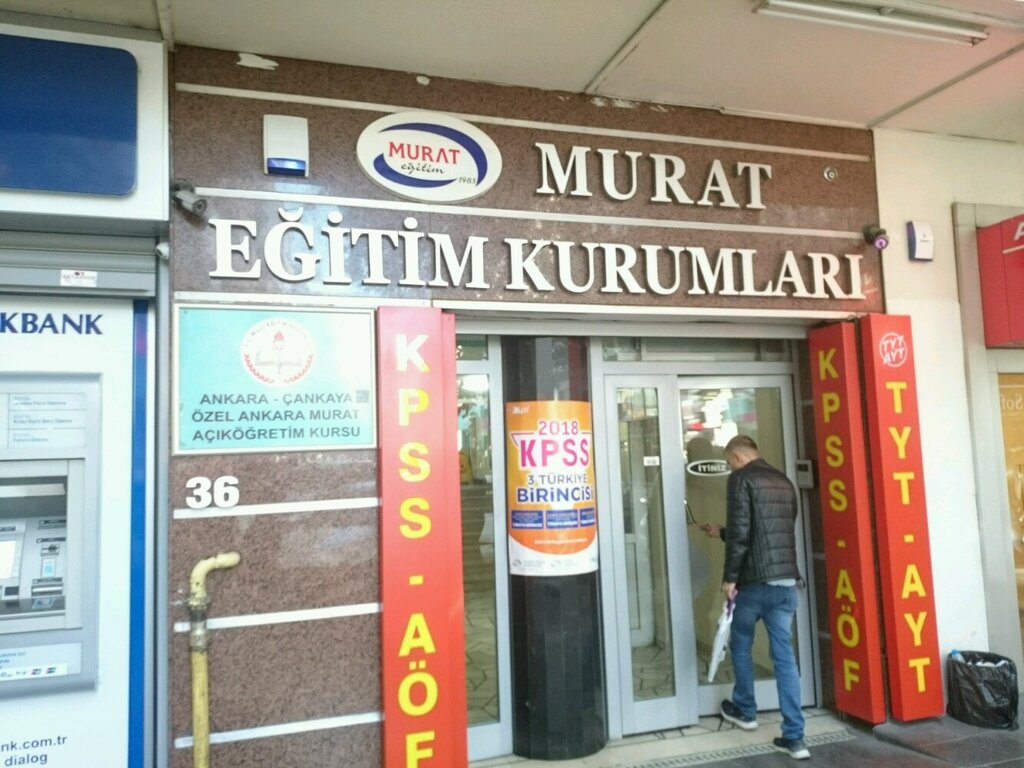 MURAT
eğitim
1983
MURAT
EĞİTİM KURUMLARI
KBANK
ANKARA - ÇANKAYA
ÖZEL ANKARA MURAT
AÇIKÖĞRETİM KURSU
36
KPSS - AÖF
2018
KPSS
3 TÜRKİYE
BİRİNCİSİ
İTİNİZ
KPSS - AÖF
TYT
AYT
TYT - AYT
nk.com.tr
dialog